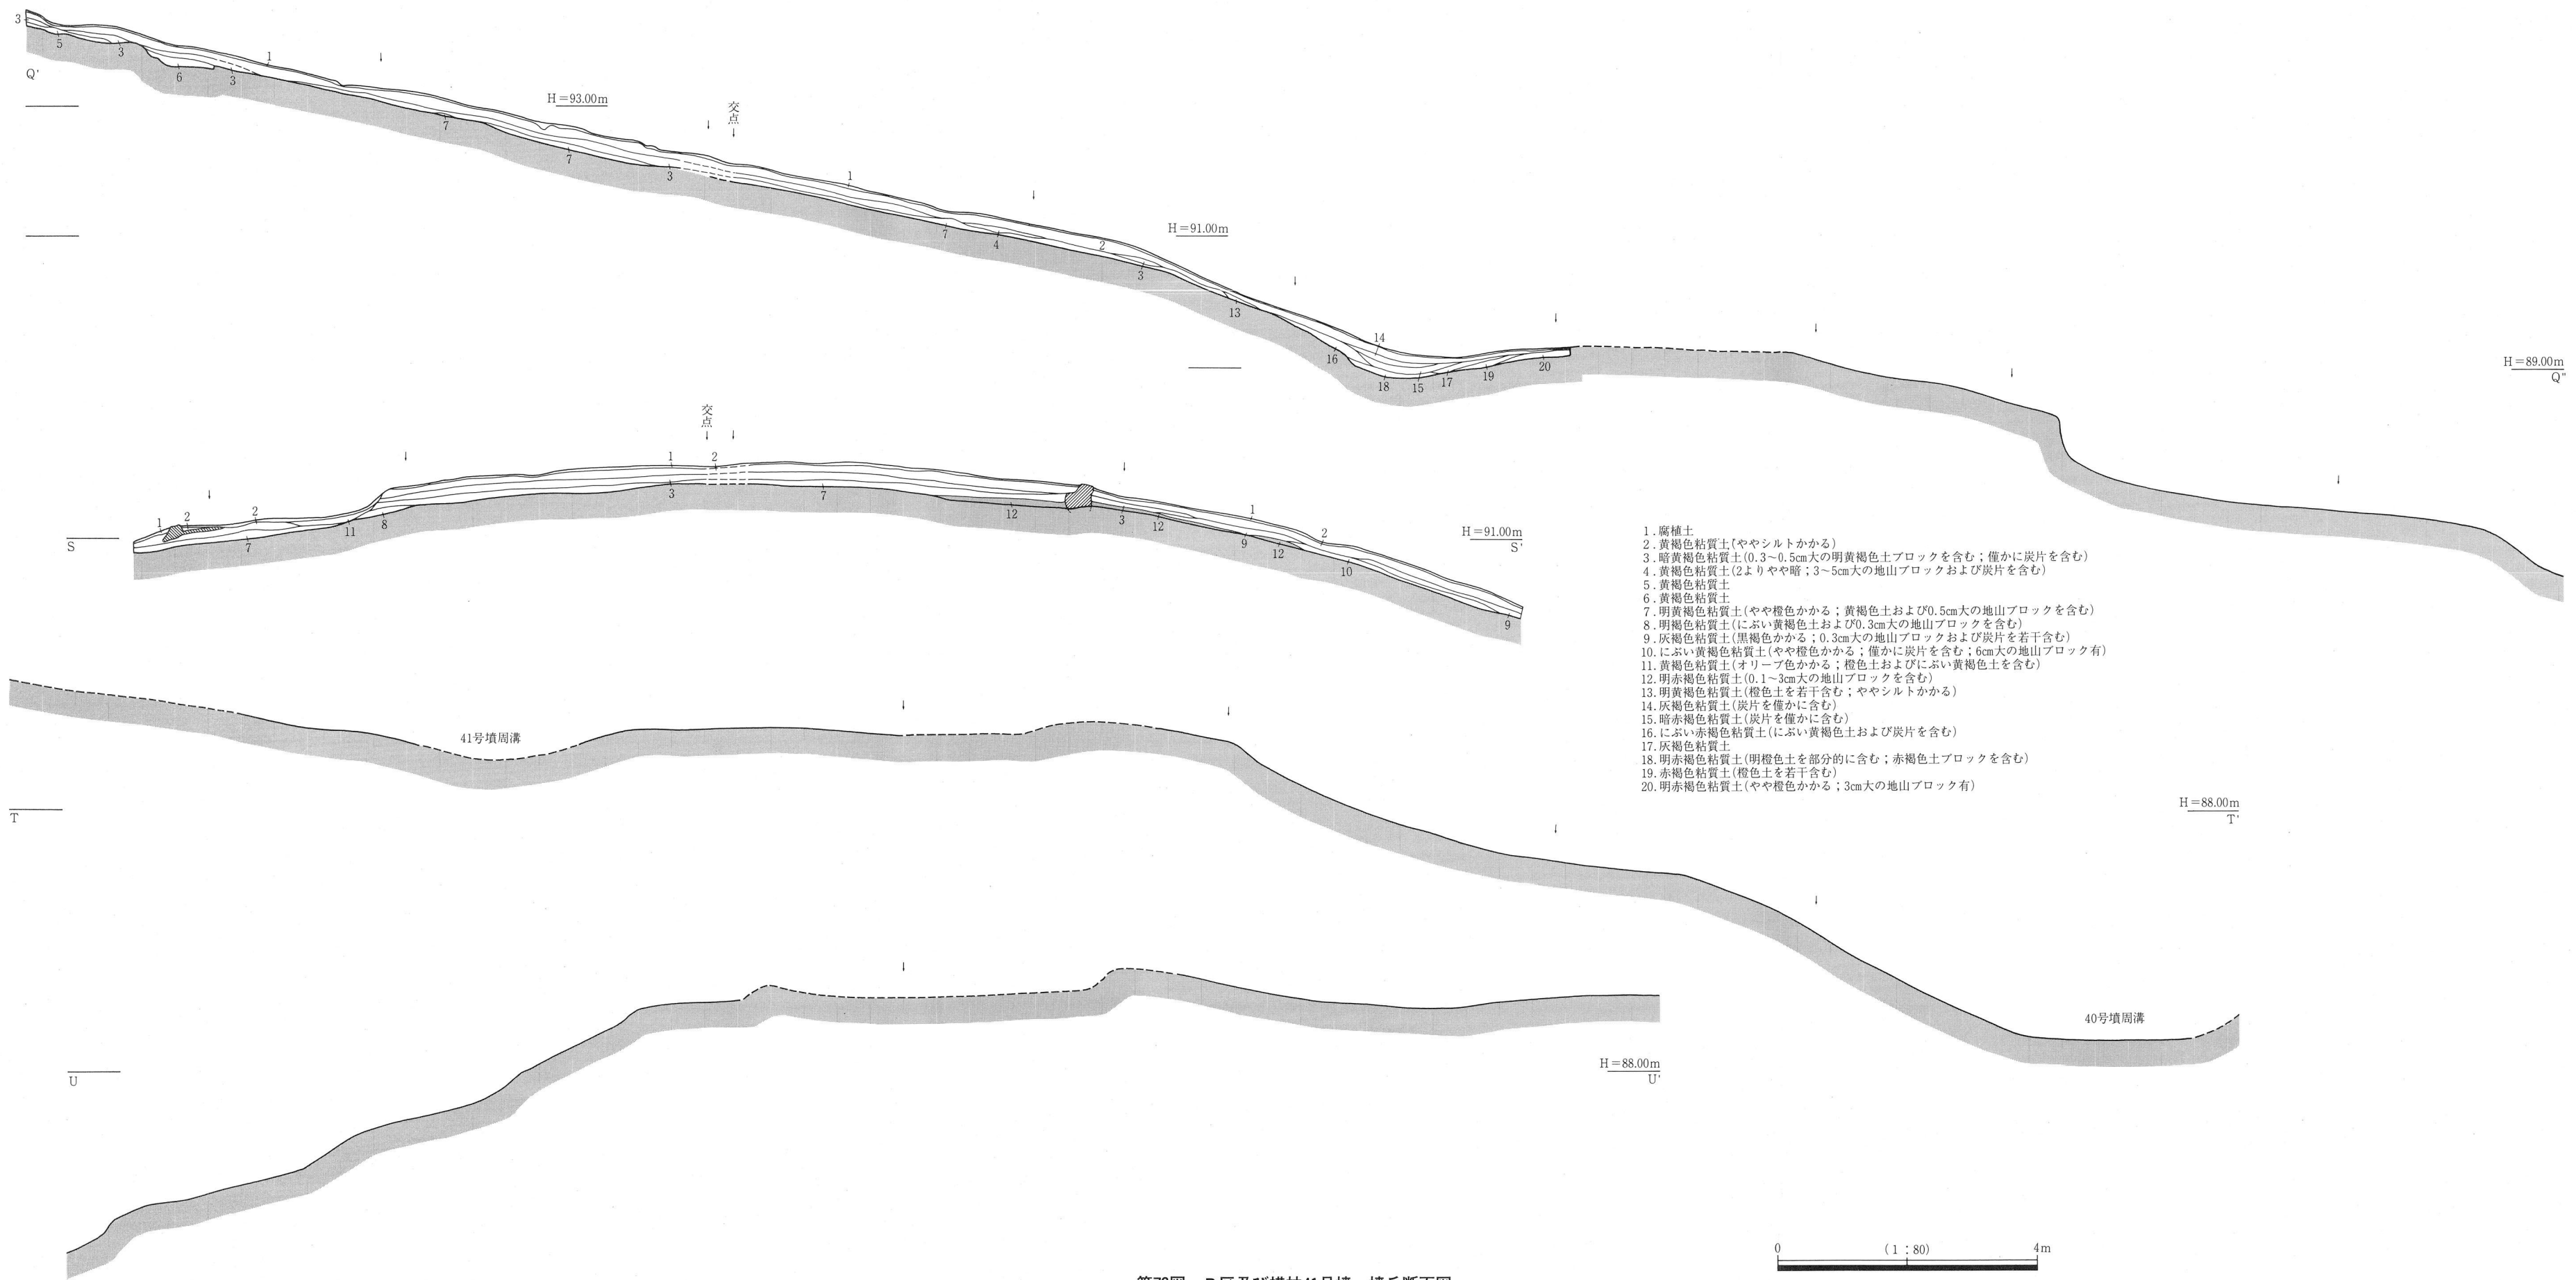 3
5
3
6
3
1
Q'
7
H=93.00m
7
交点
3
1
7
4
2
3
H=91.00m
13
16
14
18
15
17
19
20
H=89.00m
Q"
交点
1
2
3
7
1
2
2
7
11
8
12
3
12
1
9
12
2
10
9
S
H=91.00m
S'
1.腐植土
2.黄褐色粘質土(ややシルトかかる)
3.暗黄褐色粘質土(0.3〜0.5cm大の明黄褐色土ブロックを含む;僅かに炭片を含む)
4.黄褐色粘質土(2よりやや暗;3〜5cm大の地山ブロックおよび炭片を含む)
5.黄褐色粘質土
6.黄褐色粘質土
7.明黄褐色粘質土(やや橙色かかる;黄褐色土および0.5cm大の地山ブロックを含む)
8.明褐色粘質土(にぶい黄褐色土および0.3cm大の地山ブロックを含む)
9.灰褐色粘質土(黒褐色かかる;0.3cm大の地山ブロックおよび炭片を若干含む)
10.にぶい黄褐色粘質土(やや橙色かかる;僅かに炭片を含む;6cm大の地山ブロック有)
11.黄褐色粘質土(オリーブ色かかる;橙色土およびにぶい黄褐色土を含む)
12.明赤褐色粘質土(0.1〜3cm大の地山ブロックを含む)
13.明黄褐色粘質土(橙色土を若干含む;ややシルトかかる)
14.灰褐色粘質土(炭片を僅かに含む)
15.暗赤褐色粘質土(炭片を僅かに含む)
16.にぶい赤褐色粘質土(にぶい黄褐色土および炭片を含む)
17.灰褐色粘質土
18.明赤褐色粘質土(明橙色土を部分的に含む;赤褐色土ブロックを含む)
19.赤褐色粘質土(橙色土を若干含む)
20.明赤褐色粘質土(やや橙色かかる;3cm大の地山ブロック有)
41号墳周溝
T
H=88.00m
T'
40号墳周溝
U
H=88.00m
U'
0
(1:80)
4m